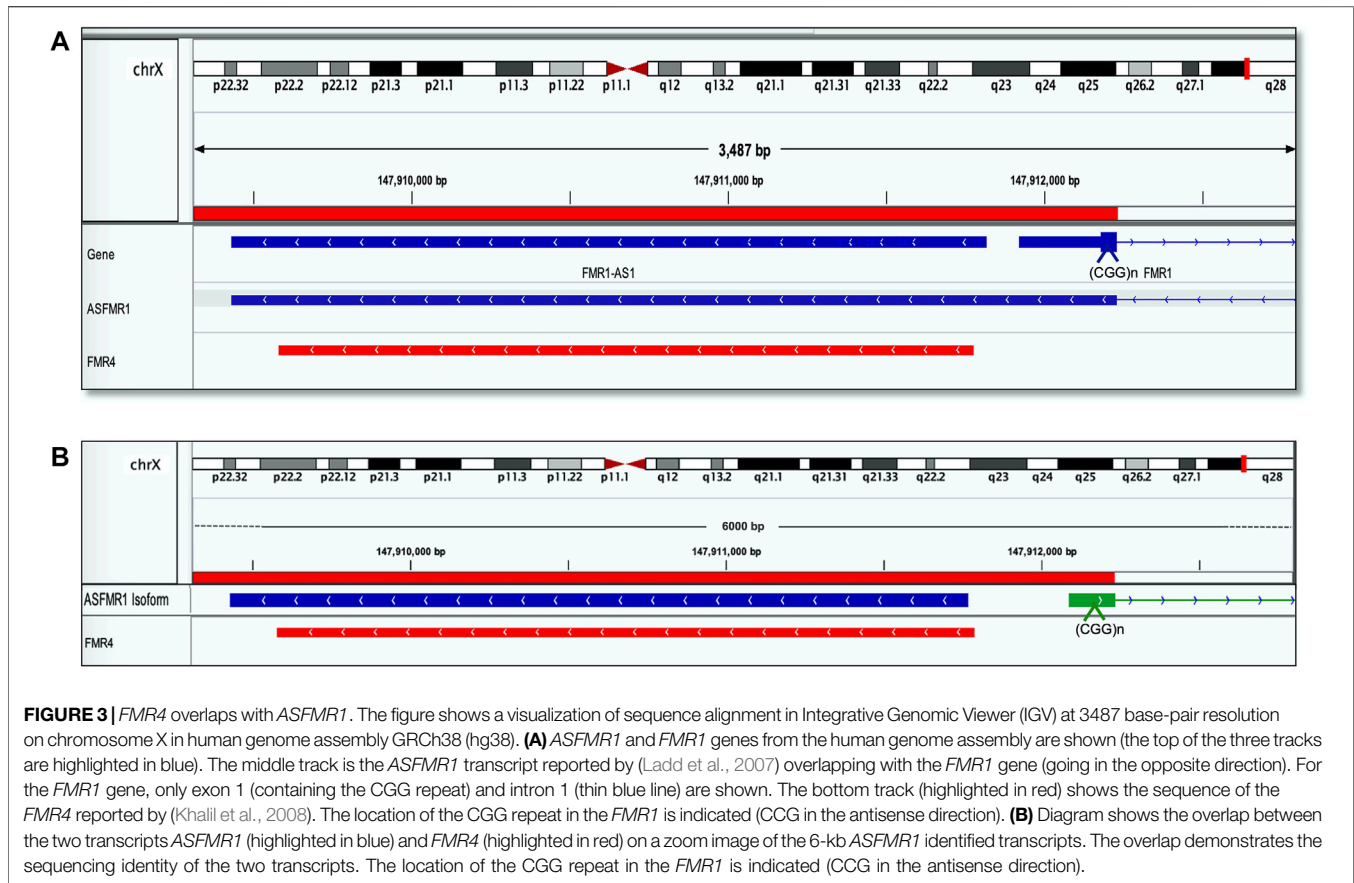 A
chrX
p22.32 p22.2 p22.12 p21.3 p21.1 p11.3 p11.22 p11.1 q12 q13.2 q21.1 q21.31 q21.33 q22.2 q23 q24 q25 q26.2 q27.1 q28
3,487 bp
147,910,000 bp 147,911,000 bp 147,912,000 bp
Gene
FMR1-AS1 (CGG)n FMR1
ASFMR1
FMR4
B
chrX
p22.32 p22.2 p22.12 p21.3 p21.1 p11.3 p11.22 p11.1 q12 q13.2 q21.1 q21.31 q21.33 q22.2 q23 q24 q25 q26.2 q27.1 q28
6000 bp
147,910,000 bp 147,911,000 bp 147,912,000 bp
ASFMR1 Isoform
(CGG)n
FMR4
FIGURE 3 | FMR4 overlaps with ASFMR1. The figure shows a visualization of sequence alignment in Integrative Genomic Viewer (IGV) at 3487 base-pair resolution
on chromosome X in human genome assembly GRCh38 (hg38). (A) ASFMR1 and FMR1 genes from the human genome assembly are shown (the top of the three tracks
are highlighted in blue). The middle track is the ASFMR1 transcript reported by (Ladd et al., 2007) overlapping with the FMR1 gene (going in the opposite direction). For
the FMR1 gene, only exon 1 (containing the CGG repeat) and intron 1 (thin blue line) are shown. The bottom track (highlighted in red) shows the sequence of the
FMR4 reported by (Khalil et al., 2008). The location of the CGG repeat in the FMR1 is indicated (CCG in the antisense direction). (B) Diagram shows the overlap between
the two transcripts ASFMR1 (highlighted in blue) and FMR4 (highlighted in red) on a zoom image of the 6-kb ASFMR1 identified transcripts. The overlap demonstrates the
sequencing identity of the two transcripts. The location of the CGG repeat in the FMR1 is indicated (CCG in the antisense direction).